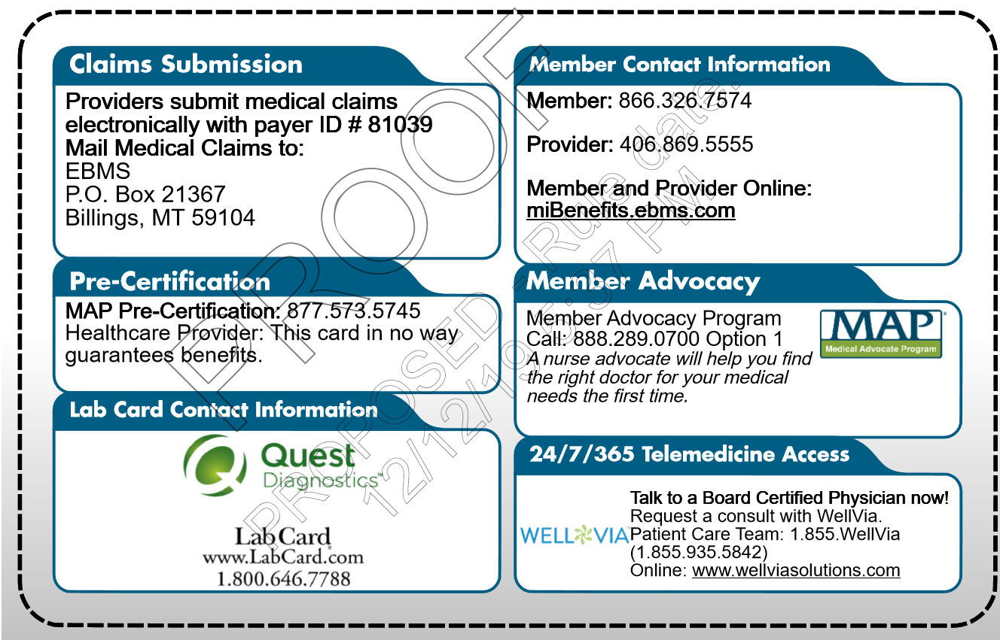 Claims Submission
Providers submit medical claims
electronically with payer ID # 81039
Mail Medical Claims to:
EBMS
P.O. Box 21367
Billings, MT 59104
Pre-Certification
MAP Pre-Certification: 877.573.5745
Healthcare Provider: This card in no way
guarantees benefits.
Lab Card Contact Information
Quest
Diagnostics™
Lab Card®
www.LabCard.com
1.800.646.7788
Member Contact Information
Member: 866.326.7574
Provider: 406.869.5555
Member and Provider Online:
miBenefits.ebms.com
Member Advocacy
Member Advocacy Program
Call: 888.289.0700 Option 1
A nurse advocate will help you find
the right doctor for your medical
needs the first time.
MAP®
Medical Advocate Program
24/7/365 Telemedicine Access
WELLVIA
Talk to a Board Certified Physician now!
Request a consult with WellVia.
Patient Care Team: 1.855.WellVia
(1.855.935.5842)
Online: www.wellviasolutions.com
PROOF
PROPOSED - Rule date:
12/12/19 5:37 PM